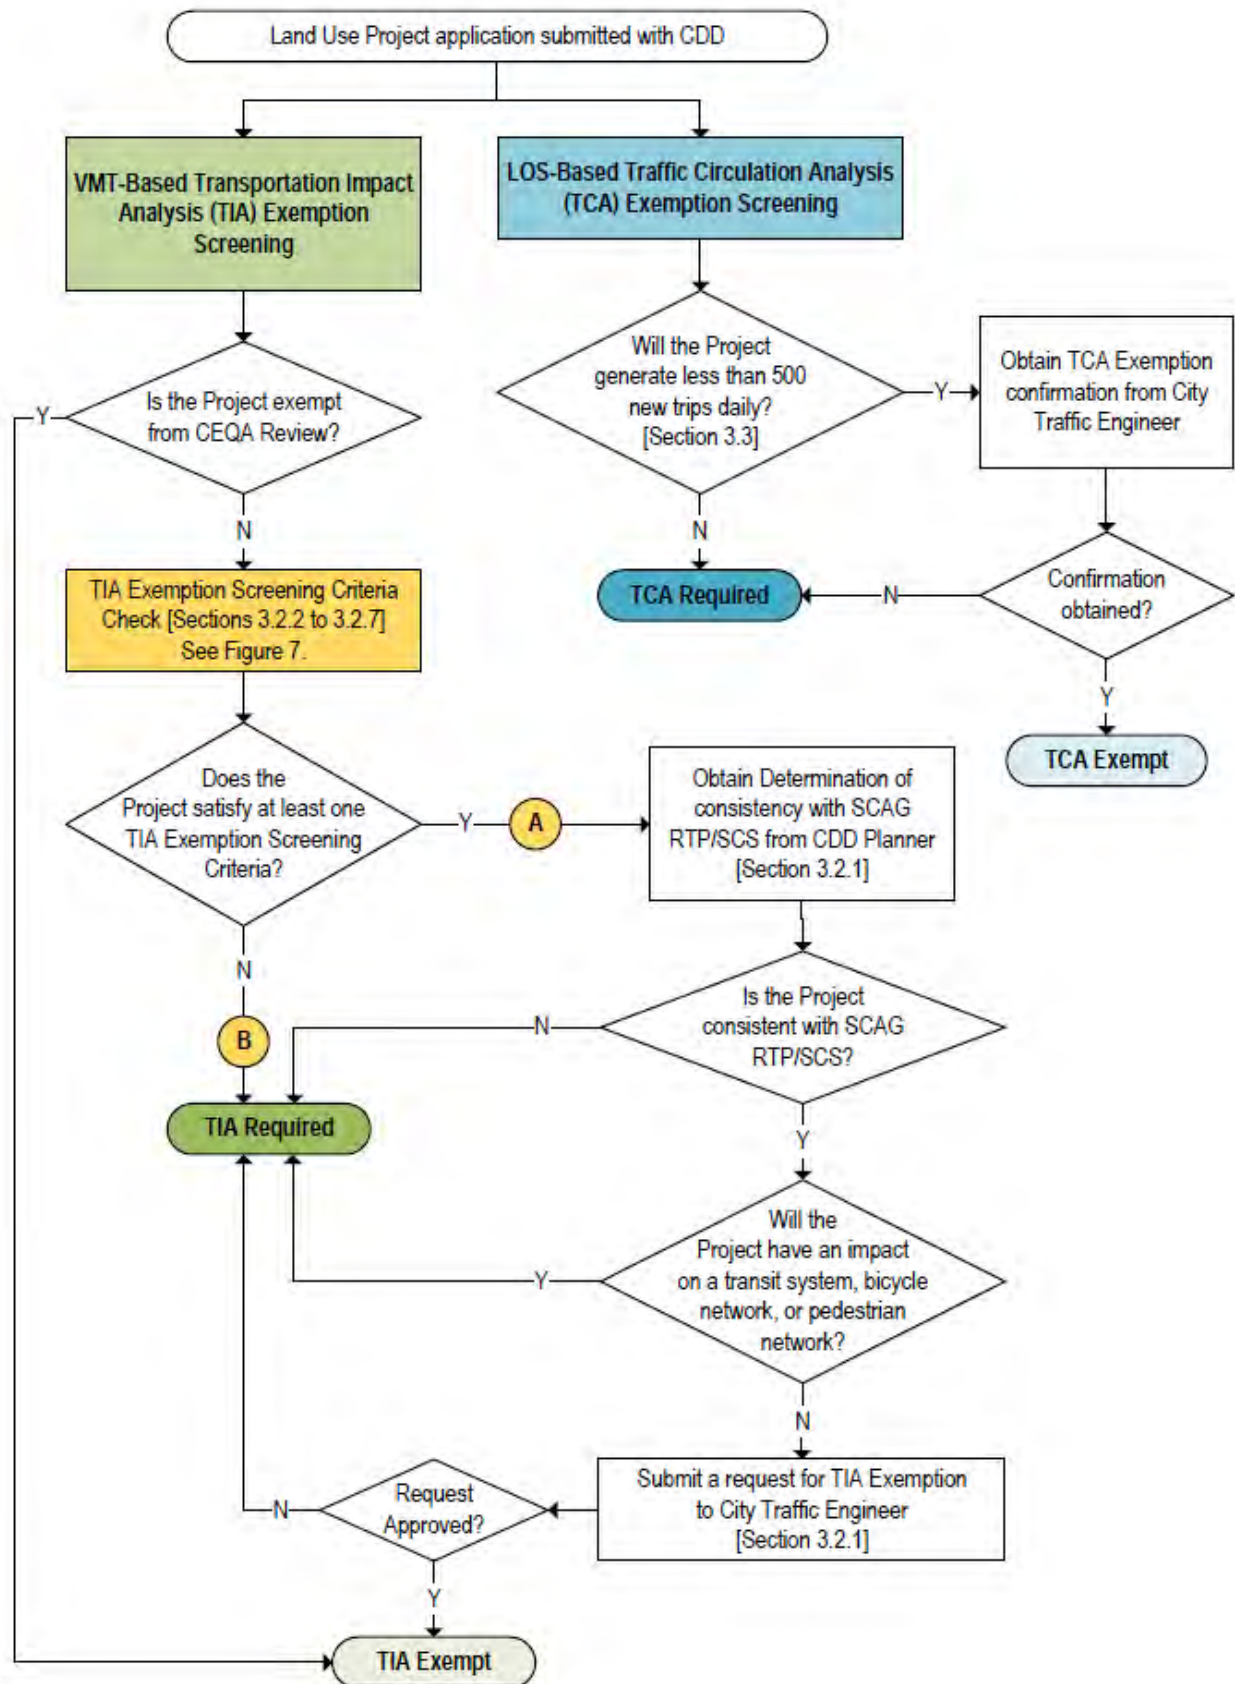 Land Use Project application submitted with CDD
VMT-Based Transportation Impact
Analysis (TIA) Exemption
Screening
LOS-Based Traffic Circulation Analysis
(TCA) Exemption Screening
Will the Project
generate less than 500
new trips daily?
[Section 3.3]
Y
Obtain TCA Exemption
confirmation from City
Traffic Engineer
Is the Project exempt
from CEQA Review?
Y
N
N
TIA Exemption Screening Criteria
Check [Sections 3.2.2 to 3.2.7]
See Figure 7.
TCA Required
N
Confirmation
obtained?
Y
TCA Exempt
Does the
Project satisfy at least one
TIA Exemption Screening
Criteria?
Y
A
Obtain Determination of
consistency with SCAG
RTP/SCS from CDD Planner
[Section 3.2.1]
N
B
N
Is the Project
consistent with SCAG
RTP/SCS?
TIA Required
Y
Y
Will the
Project have an impact
on a transit system, bicycle
network, or pedestrian
network?
N
N
Request
Approved?
Submit a request for TIA Exemption
to City Traffic Engineer
[Section 3.2.1]
Y
TIA Exempt